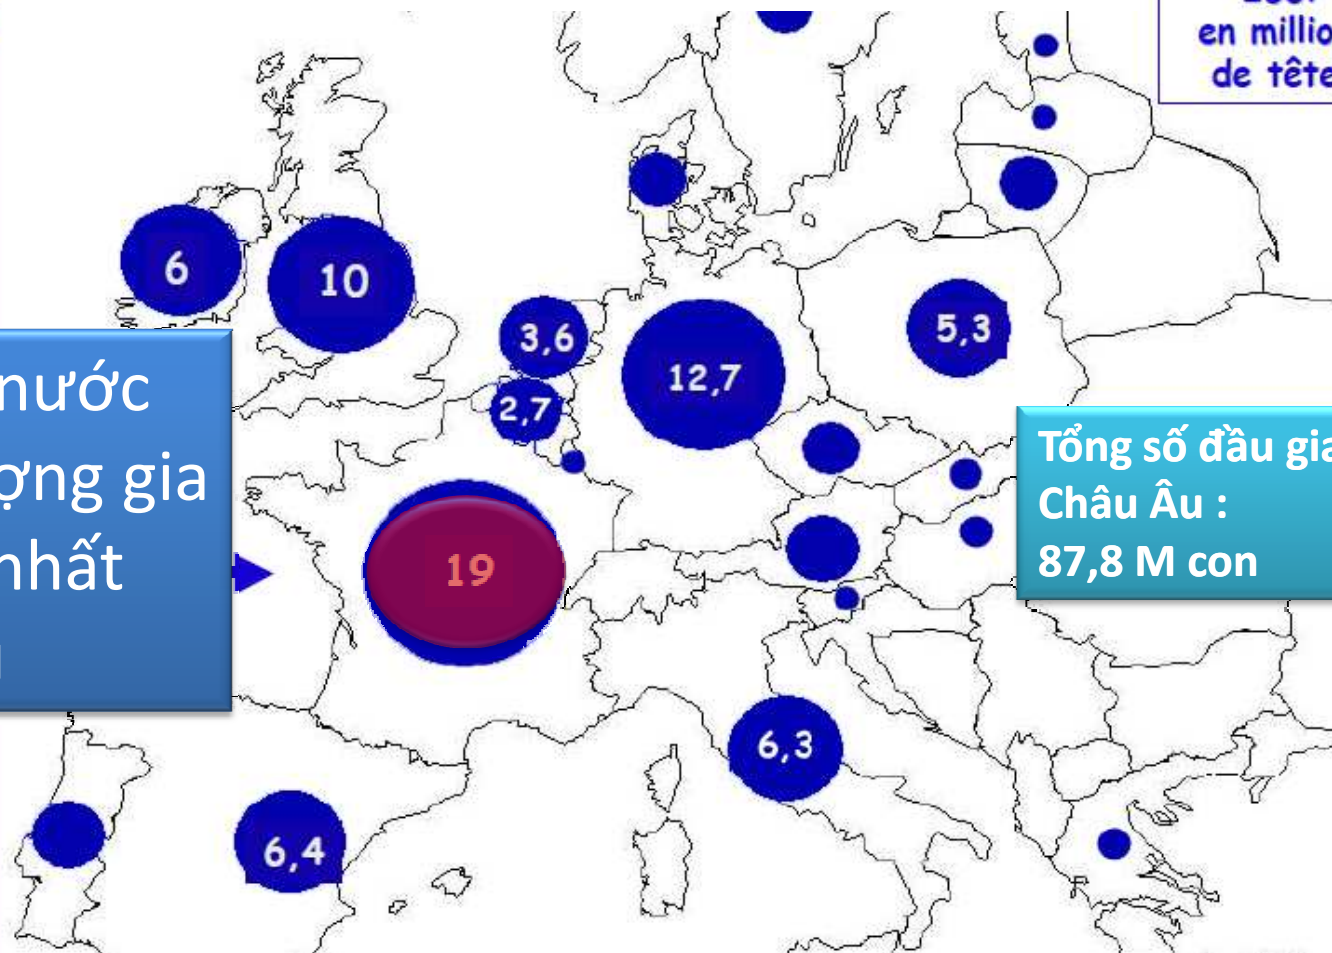 en millio
de tête
6
10
3,6
12,7
5,3
2,7
nước
ợng gia
nhất
19
Tổng số đầu gia
Châu Âu :
87,8 M con
6,3
6,4